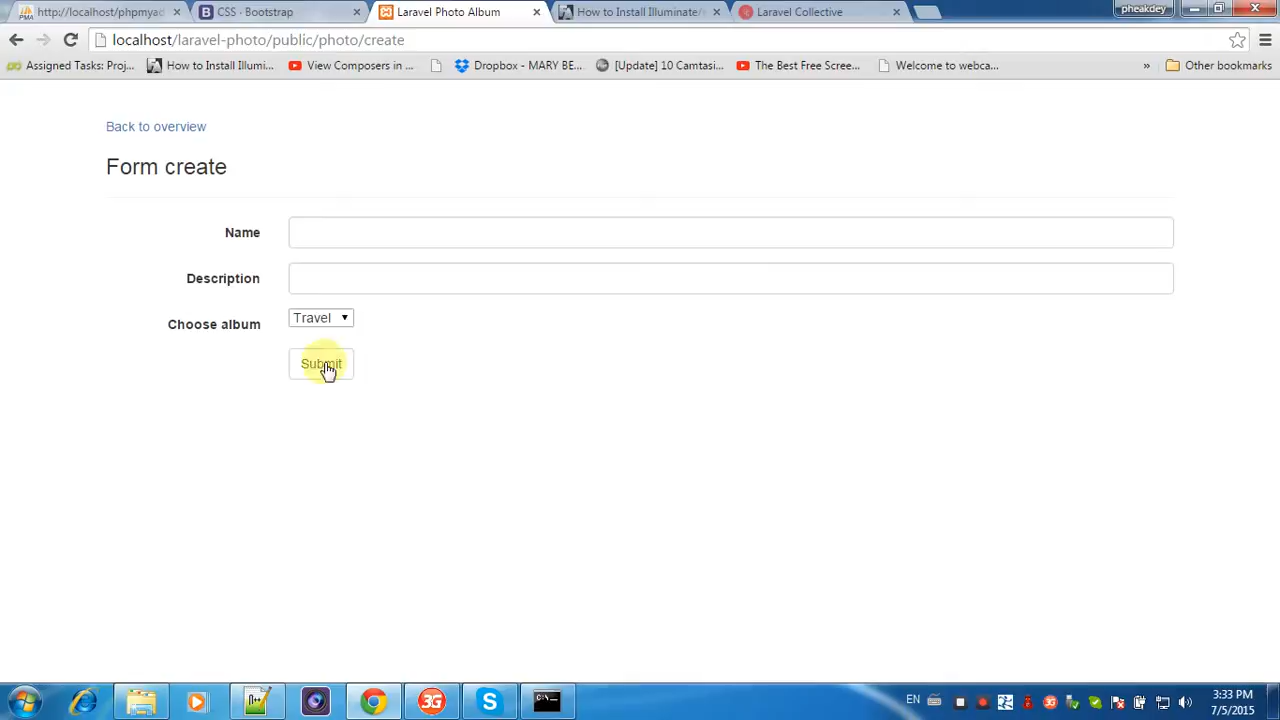 http://localhost/phpmyad
CSS · Bootstrap
Laravel Photo Album
How to Install Illuminate/
Laravel Collective
pheakdey
localhost/laravel-photo/public/photo/create
Assigned Tasks: Proj...
How to Install Illumi...
View Composers in ...
Dropbox - MARY BE...
[Update] 10 Camtasi...
The Best Free Scree...
Welcome to webca...
»
Other bookmarks
Back to overview
Form create
Name
Description
Choose album
Travel
Submit
EN
3:33 PM
7/5/2015